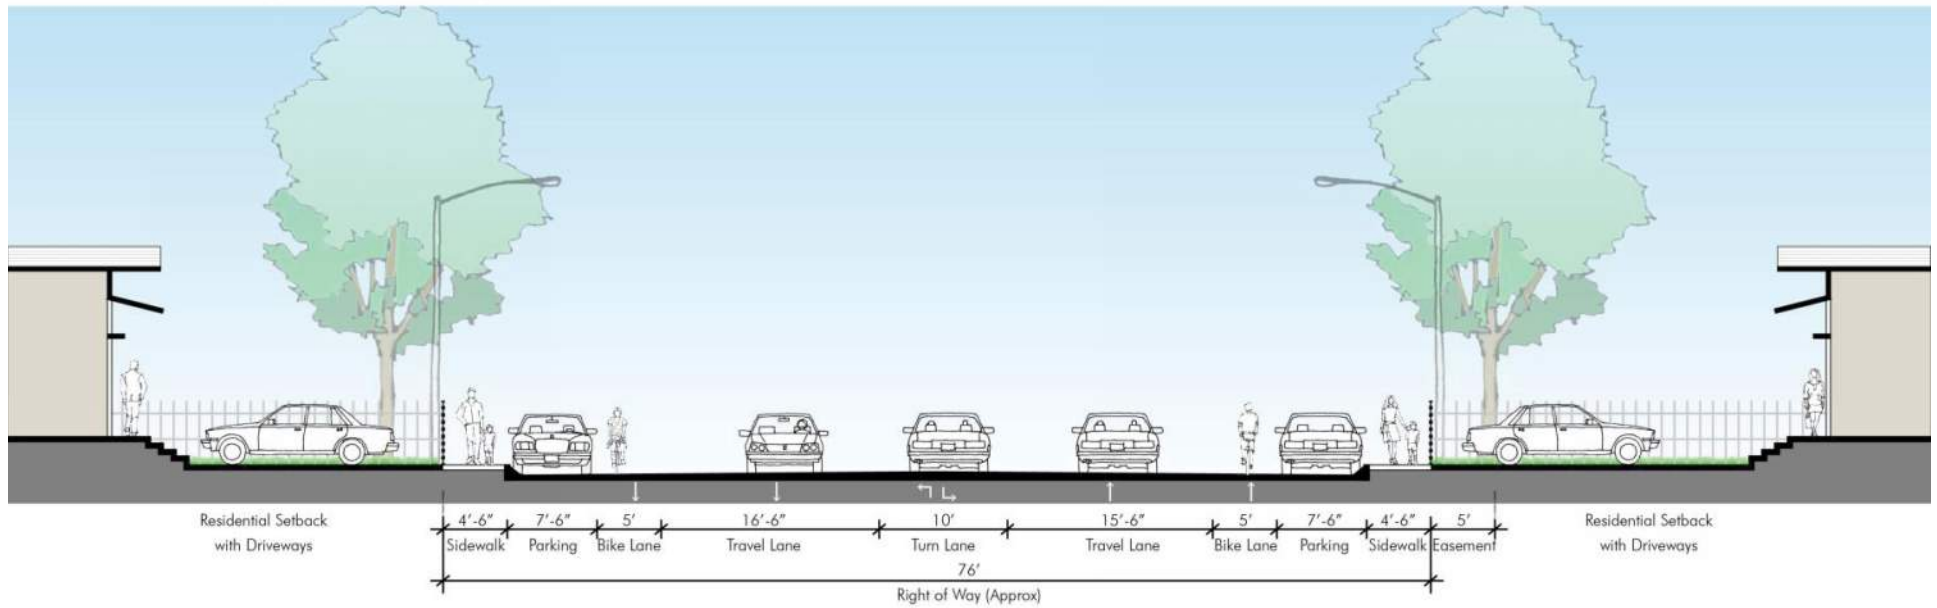 4'-6" 7'-6" 5' 16'-6" 10' 15'-6" 5' 7'-6" 4'-6" 5'
Residential Setback
with Driveways
Sidewalk Parking Bike Lane Travel Lane Turn Lane Travel Lane Bike Lane Parking Sidewalk Easement
Residential Setback
with Driveways
76'
Right of Way (Approx)